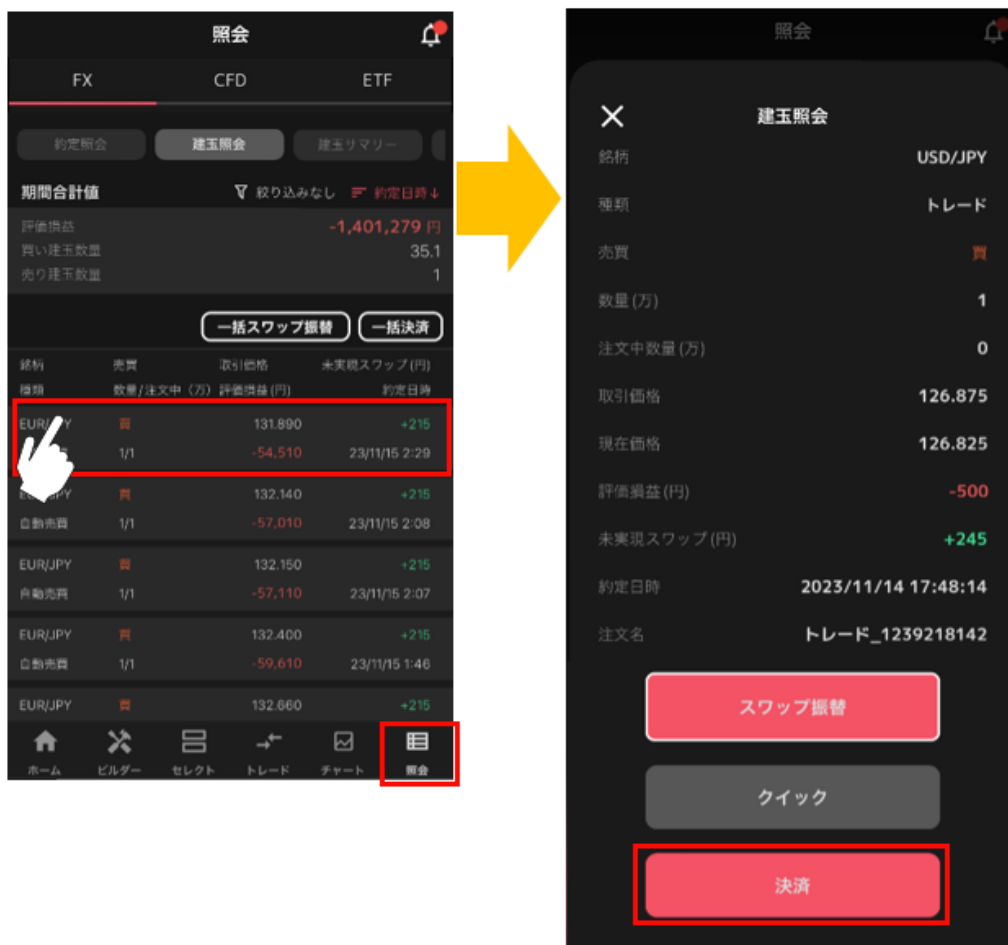 照会
FX CFD ETF
約定照会 建玉照会 建玉サマリー
期間合計値 絞りみなし 約定日時↓
評価損益 -1,401,279 円
買い建玉数量 35.1
売り建玉数量 1
一括スワップ振替 一括決済
銘柄 売買 取引価格 未実現スワップ(円)
種類 数量/注文中(万) 評価損益(円) 約定日時
EUR/JPY 買 131.890 +215
1/1 -54,510 23/11/15 2:29
EUR/JPY 買 132.140 +215
自動売買 1/1 -57,010 23/11/15 2:08
EUR/JPY 買 132.150 +215
自動売買 1/1 -57,110 23/11/15 2:07
EUR/JPY 買 132.400 +215
自動売買 1/1 -59,610 23/11/15 1:46
EUR/JPY 買 132.660 +215
ホーム ビルダー セレクト トレード チャート 照会
照会
建玉照会
銘柄 USD/JPY
種類 トレード
売買 買
数量(万) 1
注文中数量(万) 0
取引価格 126.875
現在価格 126.825
評価損益(円) -500
未実現スワップ(円) +245
約定日時 2023/11/14 17:48:14
注文名 トレード_1239218142
スワップ振替
クイック
決済